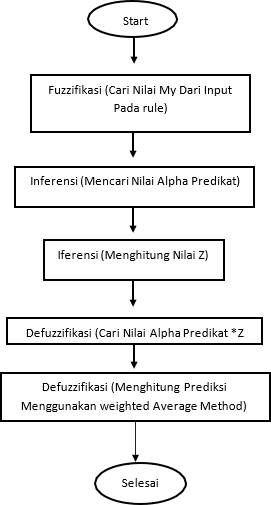 Start
Fuzzifikasi (Cari Nilai My Dari Input
Pada rule)
Inferensi (Mencari Nilai Alpha Predikat)
Iferensi (Menghitung Nilai Z)
Defuzzifikasi (Cari Nilai Alpha Predikat *Z
Defuzzifikasi (Menghitung Prediksi
Menggunakan weighted Average Method)
Selesai